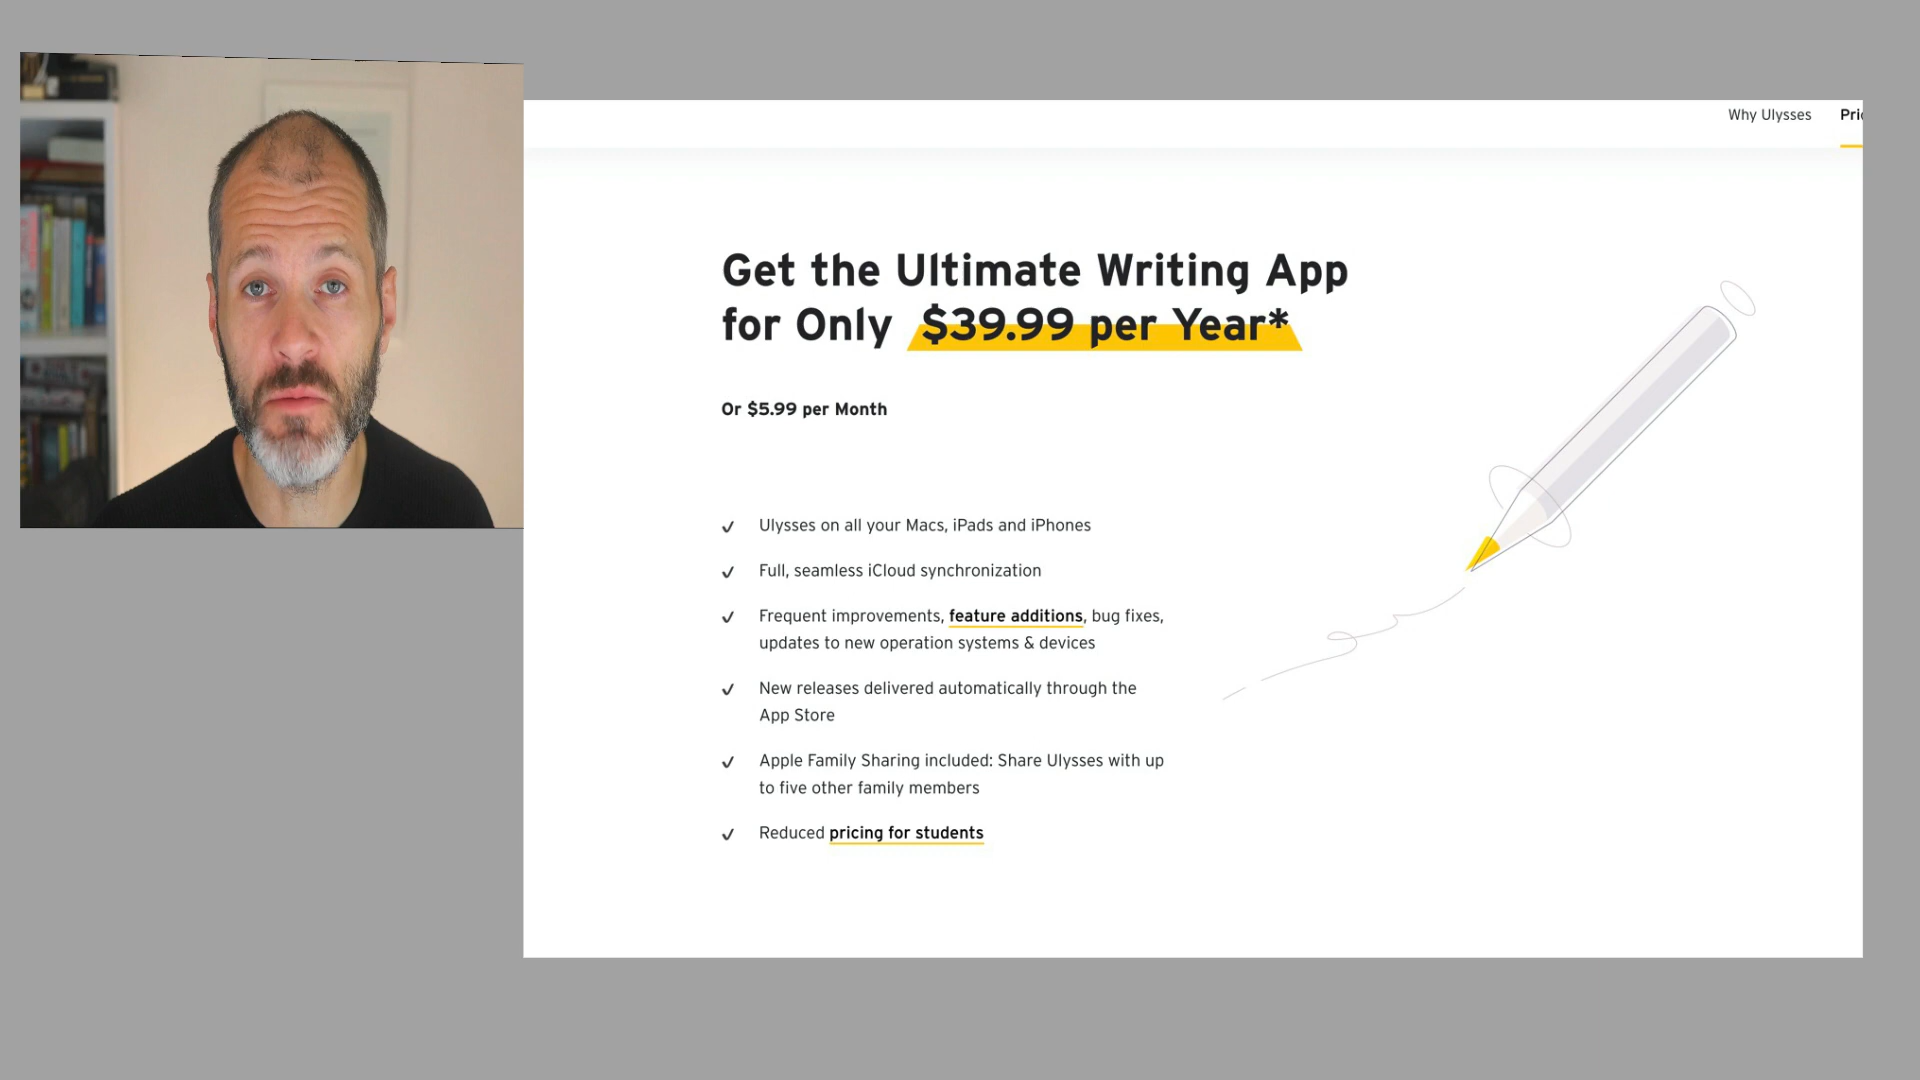 Why Ulysses
Get the Ultimate Writing App
for Only $39.99 per Year*
Or $5.99 per Month
Ulysses on all your Macs, iPads and iPhones
Full, seamless iCloud synchronization
Frequent improvements, feature additions, bug fixes,
updates to new operation systems & devices
New releases delivered automatically through the
App Store
Apple Family Sharing included: Share Ulysses with up
to five other family members
Reduced pricing for students